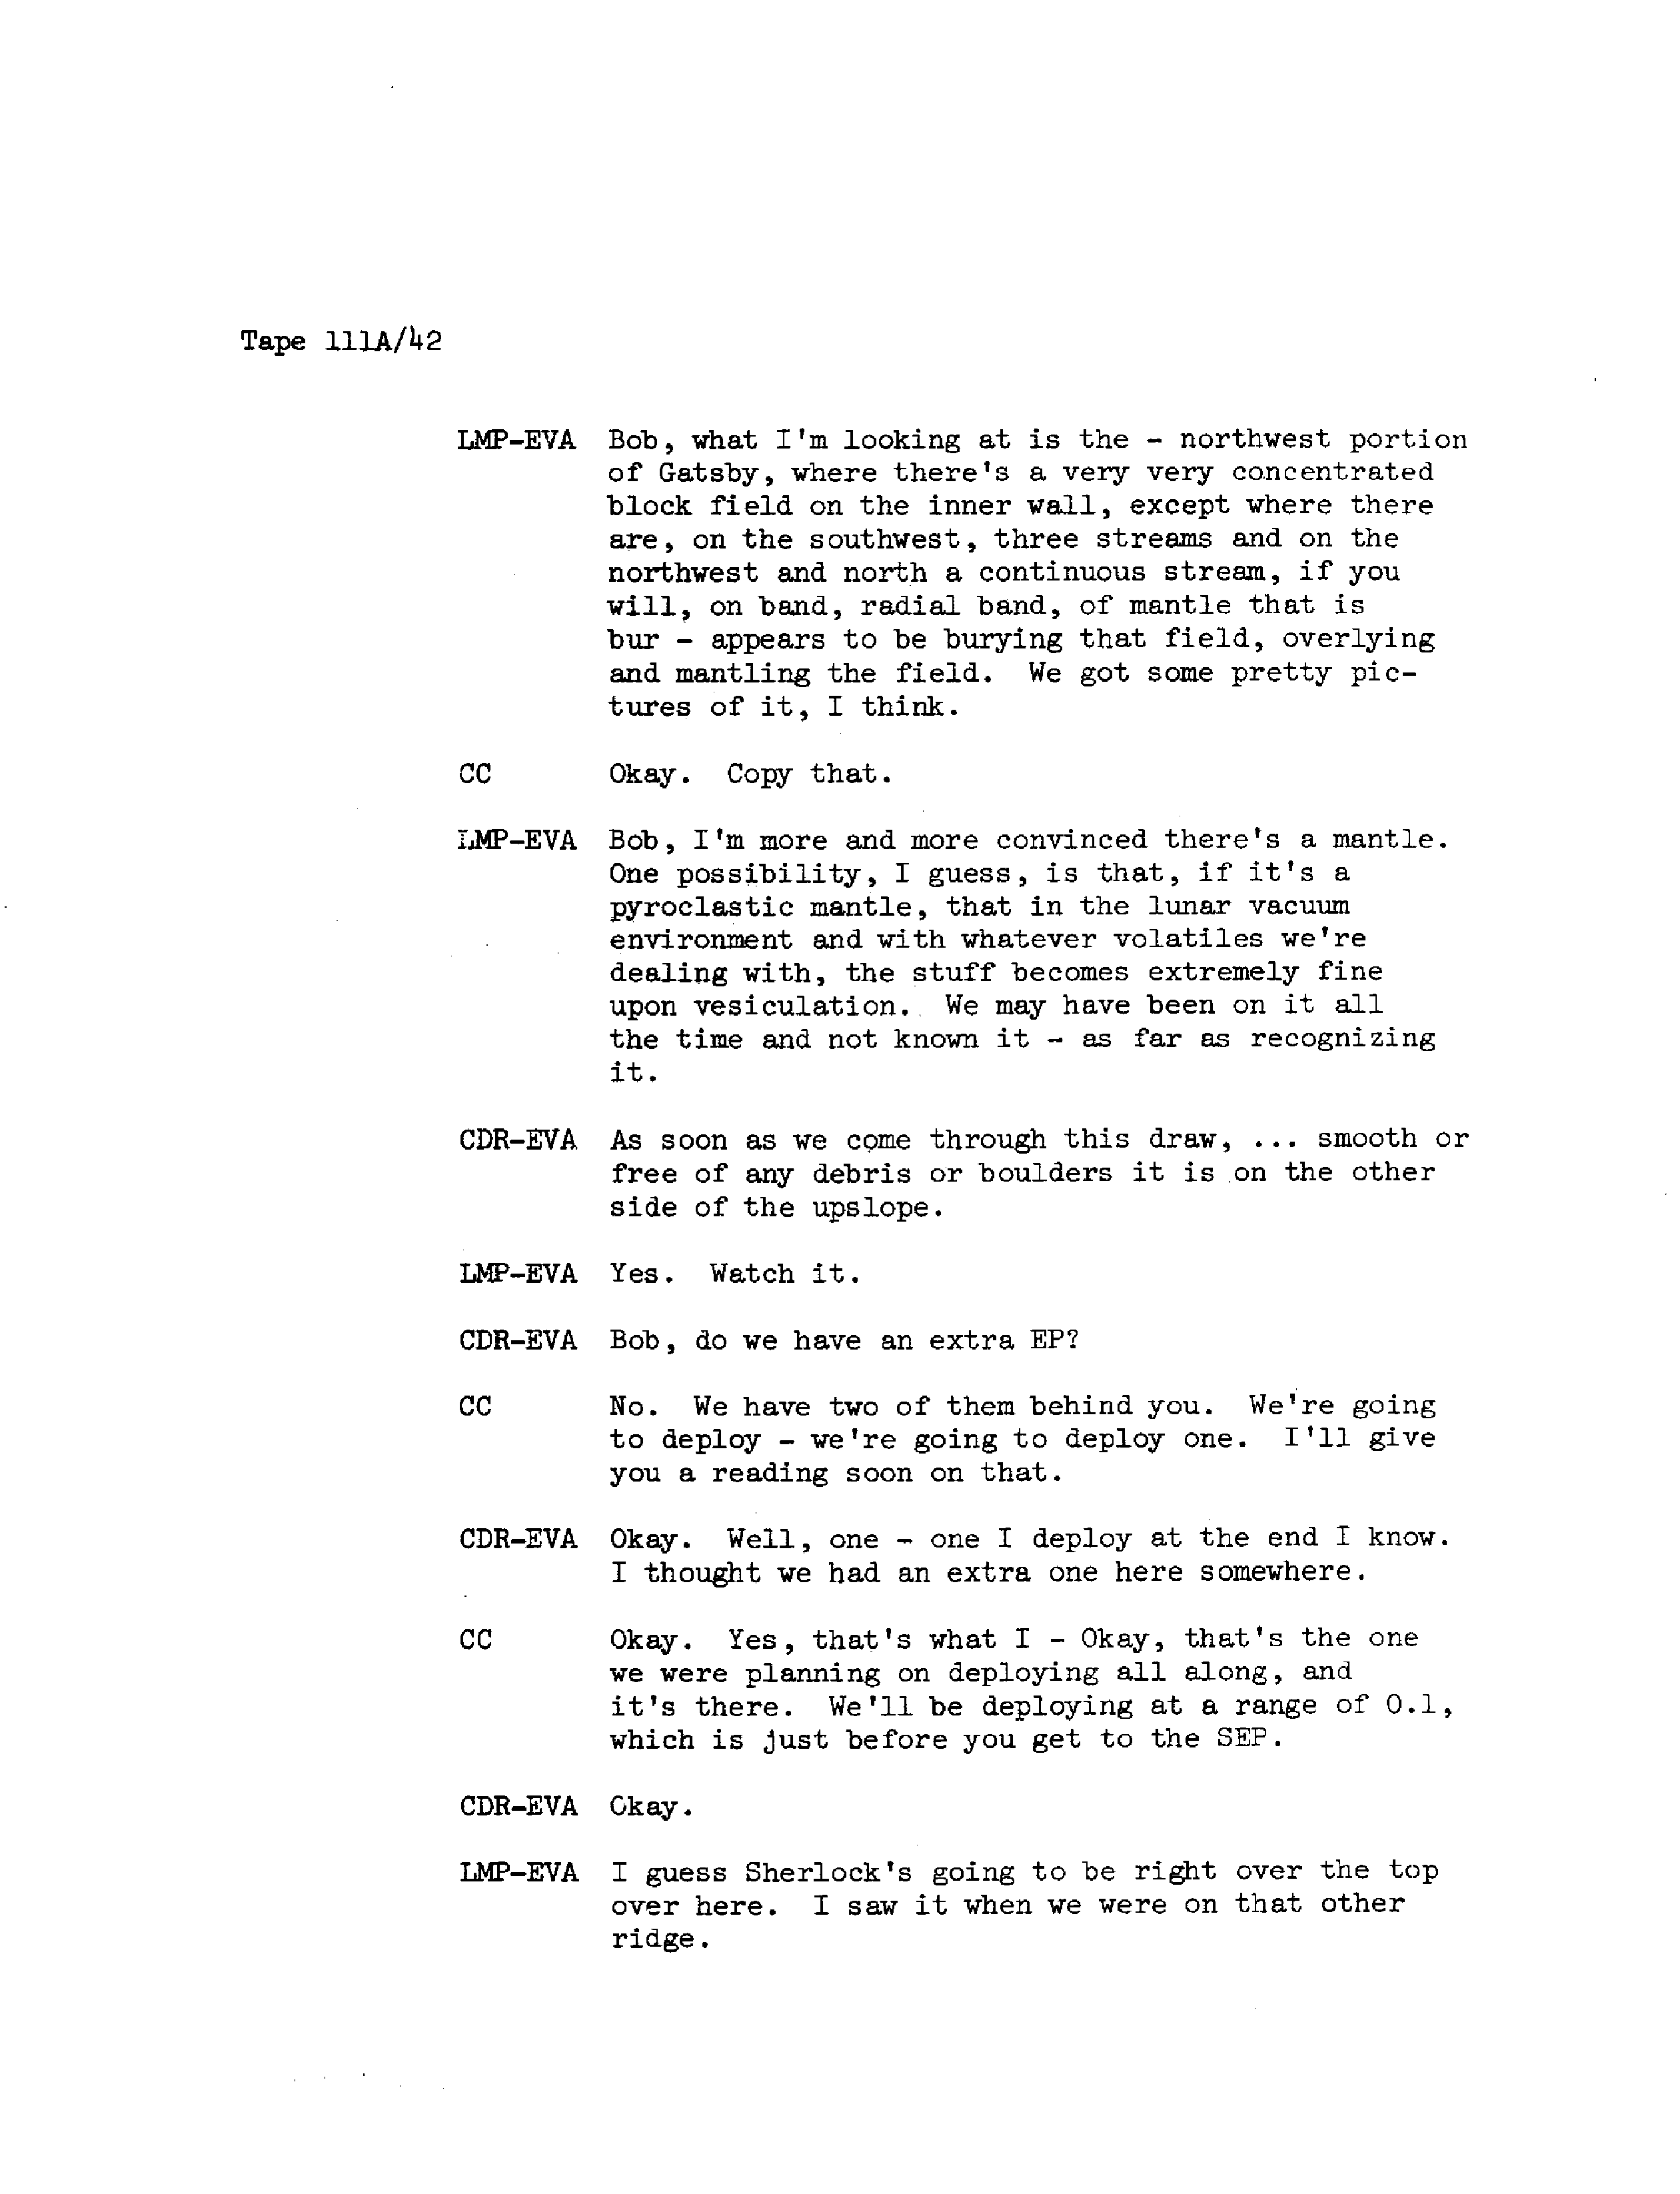 Tape 111A/42
LMP-EVA Bob, what I'm looking at is the - northwest portion
of Gatsby, where there's a very very concentrated
block field on the inner wall, except where there
are, on the southwest, three streams and on the
northwest and north a continuous stream, if you
will, on band, radial band, of mantle that is
bur - appears to be burying that field, overlying
and mantling the field. We got some pretty pic-
tures of it, I think.
CC Okay. Copy that.
LMP-EVA Bob, I'm more and more convinced there's a mantle.
One possibility, I guess, is that, if it's a
pyroclastic mantle, that in the lunar vacuum
environment and with whatever volatiles we're
dealing with, the stuff becomes extremely fine
upon vesiculation. We may have been on it all
the time and not known it - as far as recognizing
it.
CDR-EVA As soon as we come through this draw, ... smooth or
free of any debris or boulders it is on the other
side of the upslope.
LMP-EVA Yes. Watch it.
CDR-EVA Bob, do we have an extra EP?
CC No. We have two of them behind you. We're going
to deploy - we're going to deploy one. I'll give
you a reading soon on that.
CDR-EVA Okay. Well, one - one I deploy at the end I know.
I thought we had an extra one here somewhere.
CC Okay. Yes, that's what I - Okay, that's the one
we were planning on deploying all along, and
it's there. We'll be deploying at a range of 0.1,
which is just before you get to the SEP.
CDR-EVA Okay.
LMP-EVA I guess Sherlock's going to be right over the top
over here. I saw it when we were on that other
ridge.